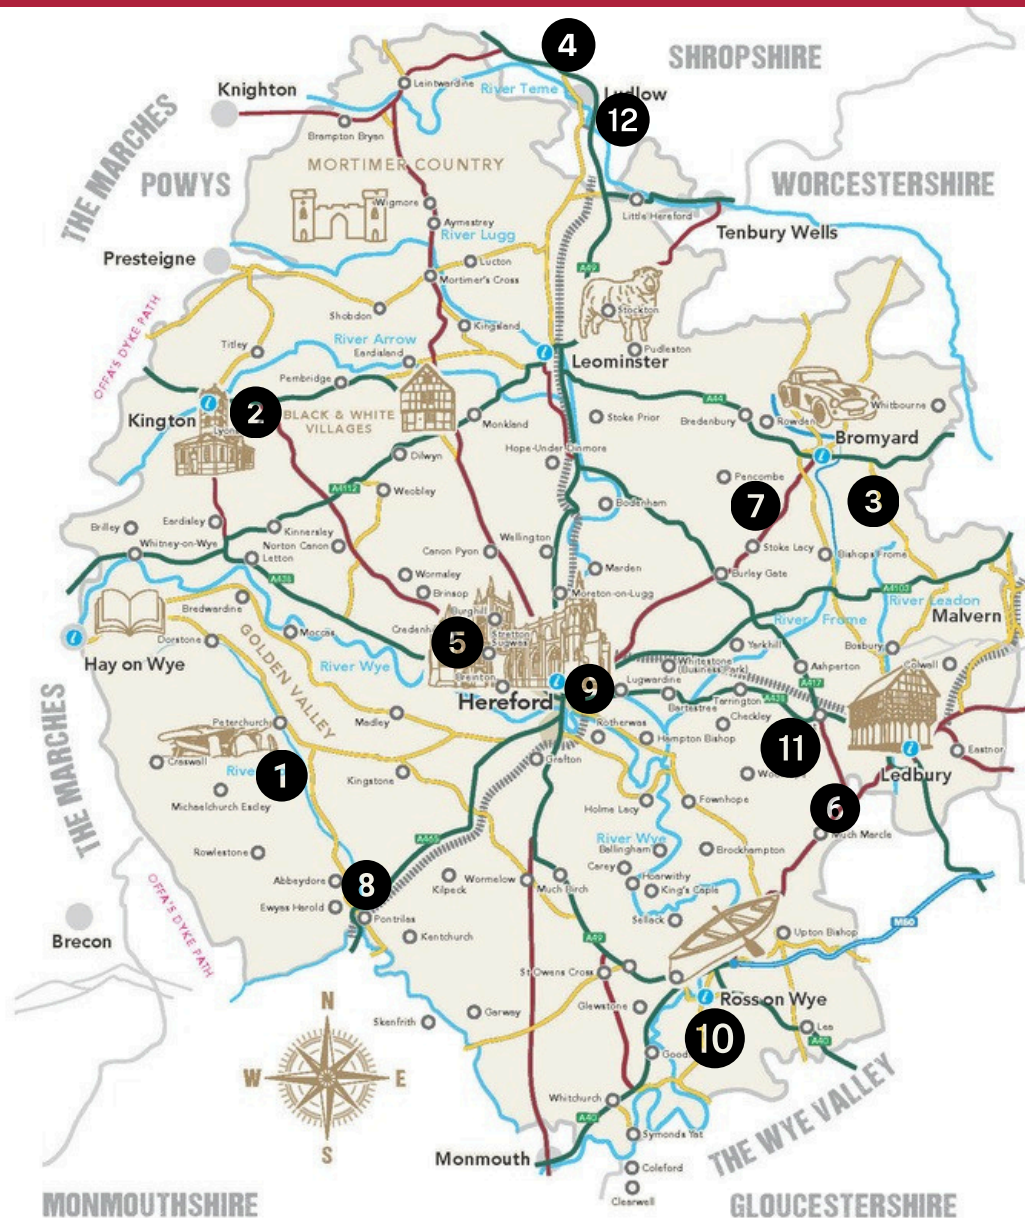 4
SHROPSHIRE
Knighton
Leintwardine
River Teme
Ludlow
12
THE MARCHES
Brampton Bryan
MORTIMER COUNTRY
POWYS
WORCESTERSHIRE
Wigmore
Little Hereford
Aymestrey
River Lugg
Tenbury Wells
Presteigne
Lucton
A49
Mortimer's Cross
OFFA'S DYKE PATH
Shobdon
Stockton
Kingsland
Titley
River Arrow
Eardisland
Pudleston
Leominster
Pembridge
Kington
2
BLACK & WHITE
VILLAGES
Monkland
Stoke Prior
A44
Bredenbury
Rowden
Whitbourne
Bromyard
Dilwyn
Hope-Under-Dinmore
A4112
Weobley
Pencombe
7
3
Bodenham
Brilley
Eardisley
Kinnersley
Whitney-on-Wye
Norton Canon
Letton
Canon Pyon
Wellington
Stoke Lacy
Bishops Frome
A438
Wormsley
Marden
Burley Gate
Brinsop
Moreton-on-Lugg
A4103
River Leadon
Bredwardine
Burghill
River Frome
Malvern
Credenhill
5
Stretton
Sugwas
Moccas
Dorstone
GOLDEN VALLEY
Hay on Wye
River Wye
Yarkhill
Bosbury
Whitestone
(Business Park)
Ashperton
Colwall
Breinton
Lugwardine
A417
Hereford
9
Bartestree
Tarrington
A438
THE MARCHES
Peterchurch
Madley
Rotherwas
Checkley
Hampton Bishop
11
Eastnor
Craswall
1
Grafton
Ledbury
Kingstone
Michaelchurch Escley
Holme Lacy
Fownhope
6
Much Marcle
A465
River Wye
Rowlestone
Ballingham
Brockhampton
Carey
Hoarwithy
Abbeydore
8
Kilpeck
Wormelow
Much Birch
King's Caple
Ewyas Harold
Pontrilas
Sellack
OFFA'S DYKE PATH
Brecon
Kentchurch
A49
Upton Bishop
M50
St Owens Cross
N
Ross on Wye
Glewstone
Garway
Skenfrith
Lea
10
A40
W
E
Whitchurch
A40
S
Symonds Yat
Monmouth
THE WYE VALLEY
Coleford
Clearwell
MONMOUTHSHIRE
GLOUCESTERSHIRE